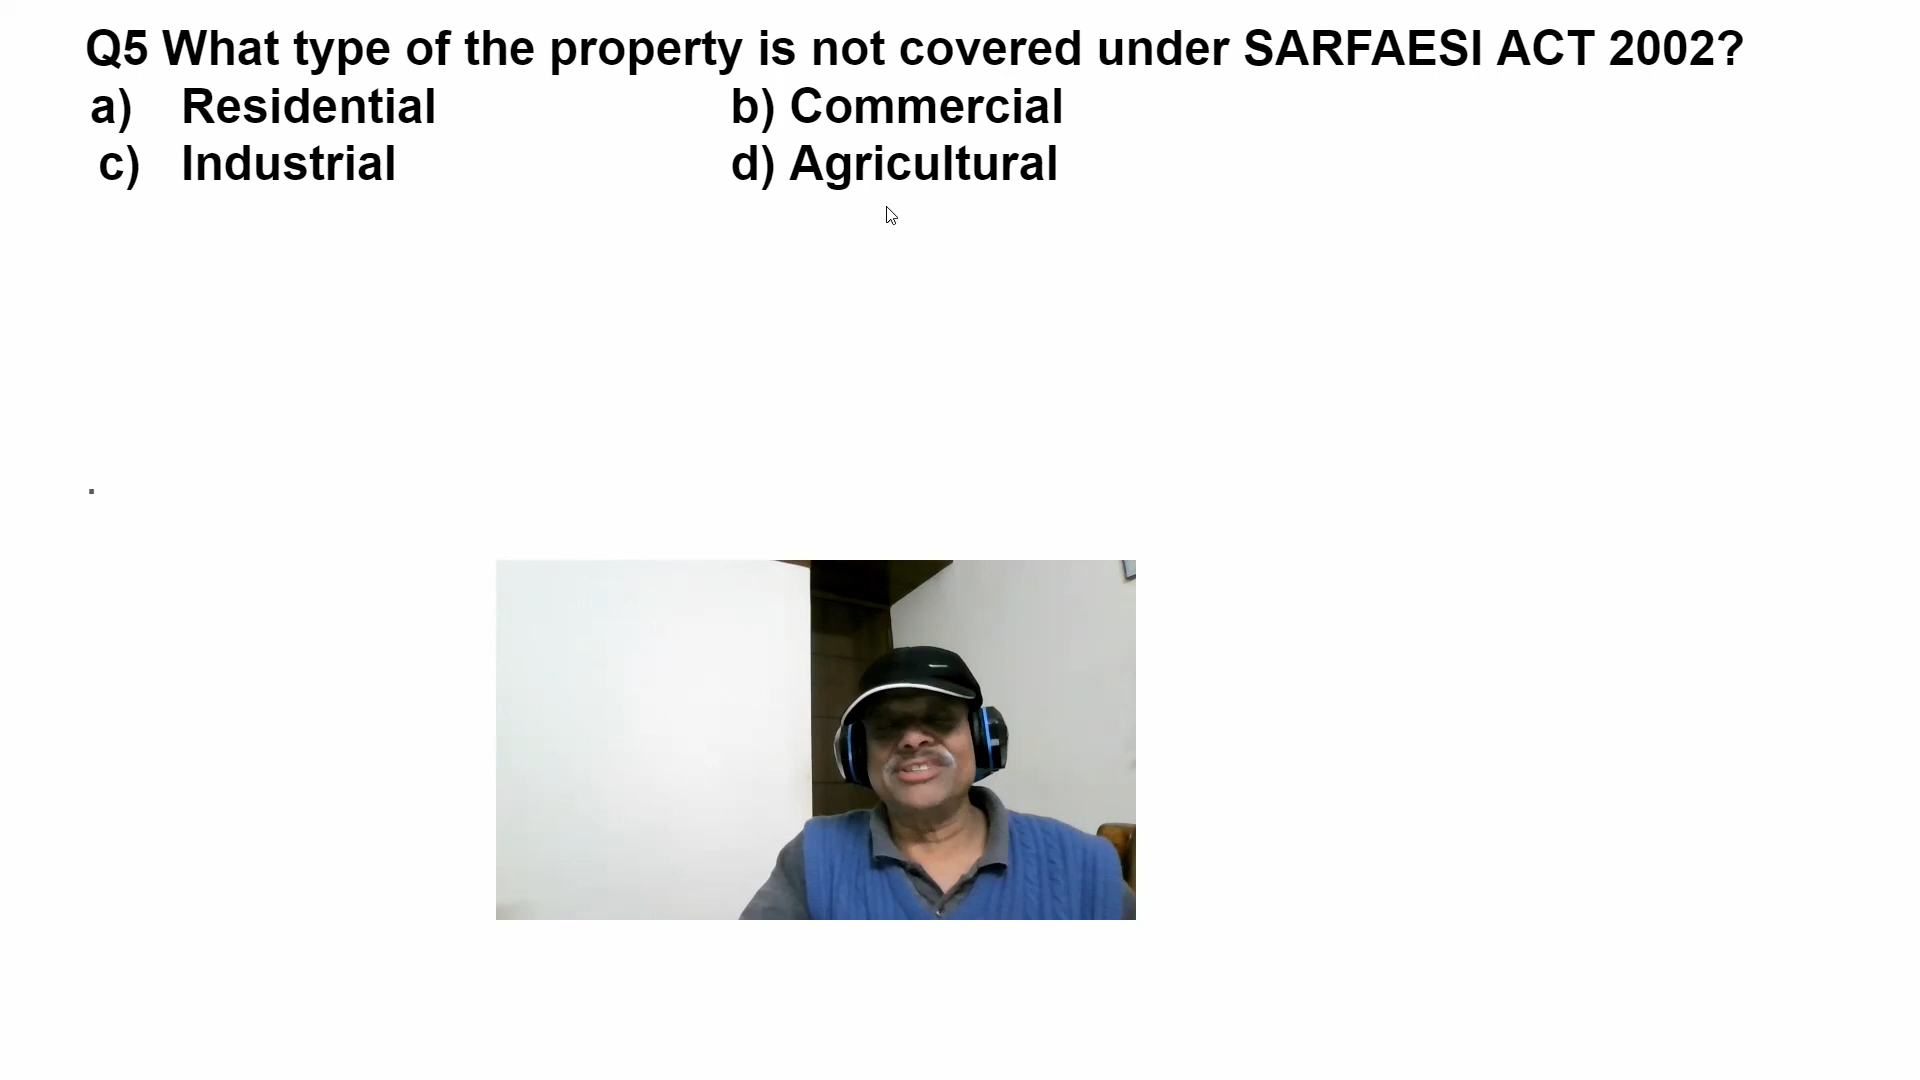 Q5 What type of the property is not covered under SARFAESI ACT 2002?
a) Residential b) Commercial
c) Industrial d) Agricultural
.